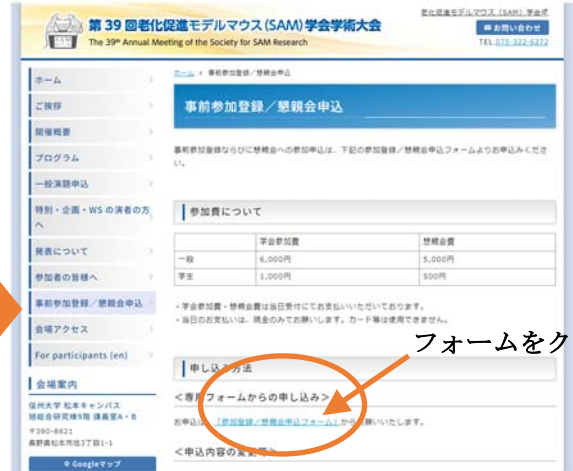 老化促進モデルマウス (SAM) 学会
第 39 回老化促進モデルマウス (SAM) 学会学術大会
The 39th Annual Meeting of the Society for SAM Research
お問い合わせ
TEL.075-322-6272
ホーム
ご挨拶
開催概要
プログラム
一般演題申込
特別・企画・WS の演者の方
へ
発表について
参加者の皆様へ
事前参加登録／懇親会申込
会場アクセス
For participants (en)
会場案内
信州大学 松本キャンパス
旭総合研究棟9階 講義室A・B
〒390-8621
長野県松本市旭3丁目1-1
Googleマップ
ホーム › 事前参加登録／懇親会申込
事前参加登録／懇親会申込
事前参加登録ならびに懇親会への参加申込は、下記の参加登録／懇親会申込フォームよりお申込みくださ
い。
参加費について
学会参加費 懇親会費
一般 6,000円 5,000円
学生 1,000円 500円
・学会参加費・懇親会費は当日受付にてお支払いいただいております。
・当日のお支払いは、現金のみでお願いします。カード等は使用できません。
フォームをク
申し込み方法
＜専用フォームからの申し込み＞
お申込は、「参加登録／懇親会申込フォーム」からお願いいたします。
＜申込内容の変更等＞